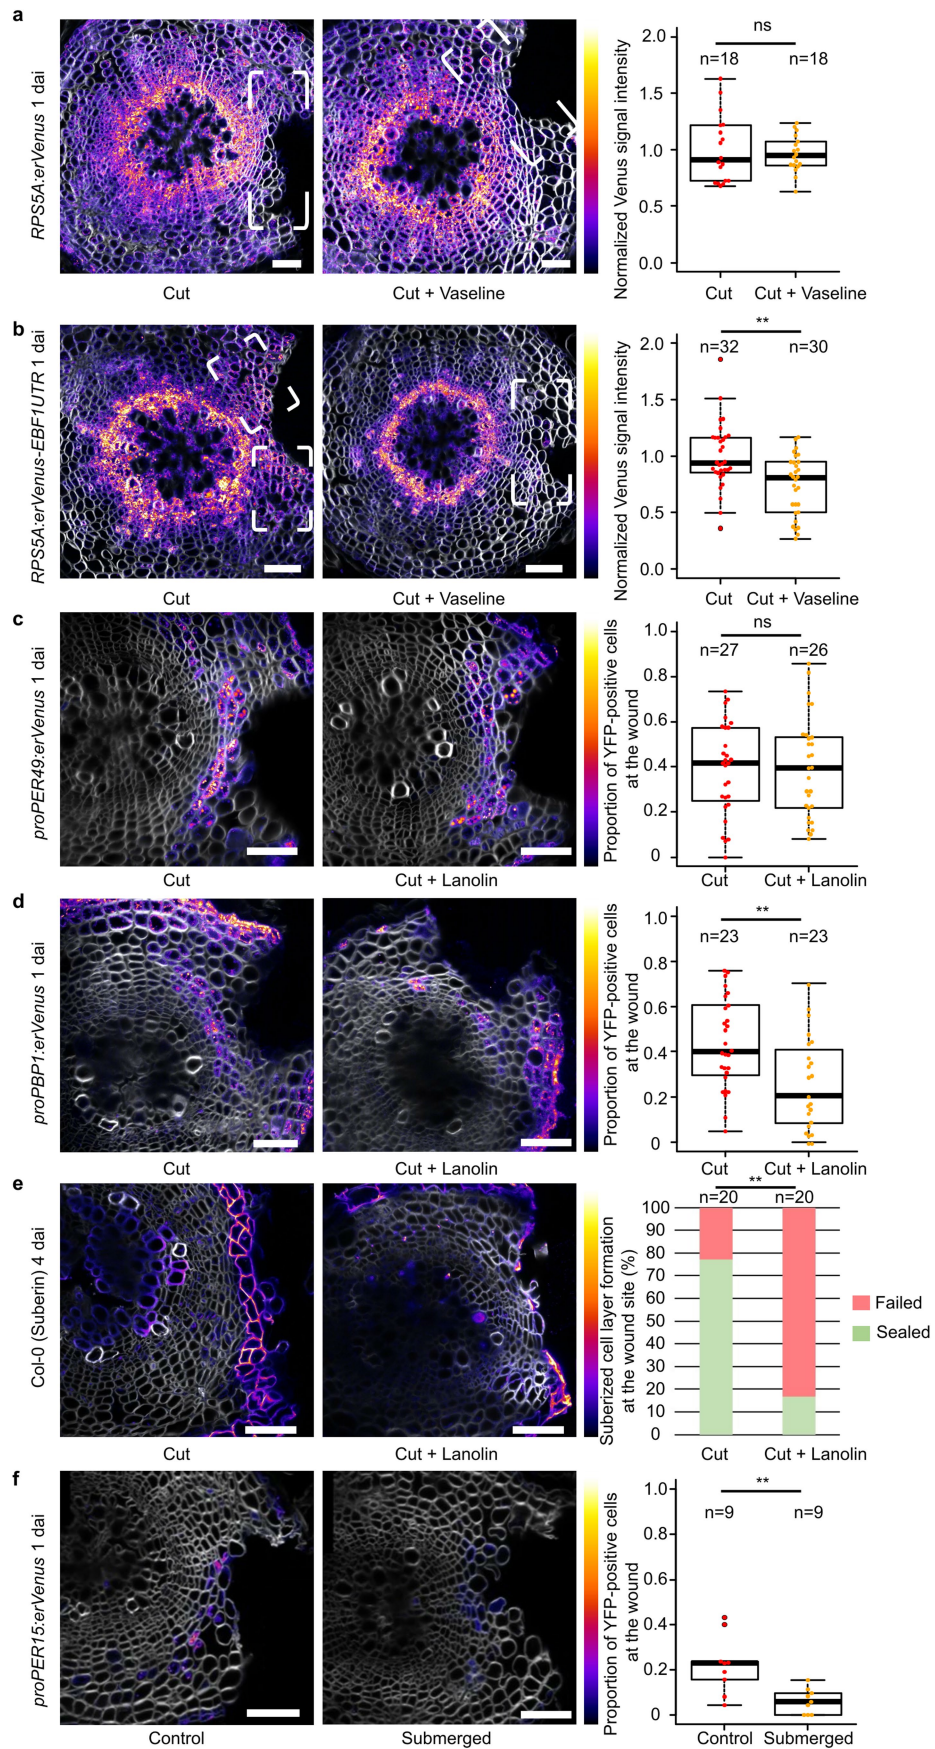 a
RPS5A:erVenus 1 dai
Cut
Cut + Vaseline
Normalized Venus signal intensity
2.0
1.5
1.0
0.5
0.0
ns
n=18
n=18
Cut
Cut + Vaseline
b
RPS5A:erVenus-EBF1UTR 1 dai
Cut
Cut + Vaseline
Normalized Venus signal intensity
2.0
1.5
1.0
0.5
0.0
**
n=32
n=30
Cut
Cut + Vaseline
c
proPER49:erVenus 1 dai
Cut
Cut + Lanolin
Proportion of YFP-positive cells
at the wound
1.0
0.8
0.6
0.4
0.2
0
ns
n=27
n=26
Cut
Cut + Lanolin
d
proPBP1:erVenus 1 dai
Cut
Cut + Lanolin
Proportion of YFP-positive cells
at the wound
1.0
0.8
0.6
0.4
0.2
0
**
n=23
n=23
Cut
Cut + Lanolin
e
Col-0 (Suberin) 4 dai
Cut
Cut + Lanolin
Suberized cell layer formation
at the wound site (%)
100
90
80
70
60
50
40
30
20
10
0
**
n=20
n=20
Cut
Cut + Lanolin
Failed
Sealed
f
proPER15:erVenus 1 dai
Control
Submerged
Proportion of YFP-positive cells
at the wound
1.0
0.8
0.6
0.4
0.2
0
**
n=9
n=9
Control
Submerged